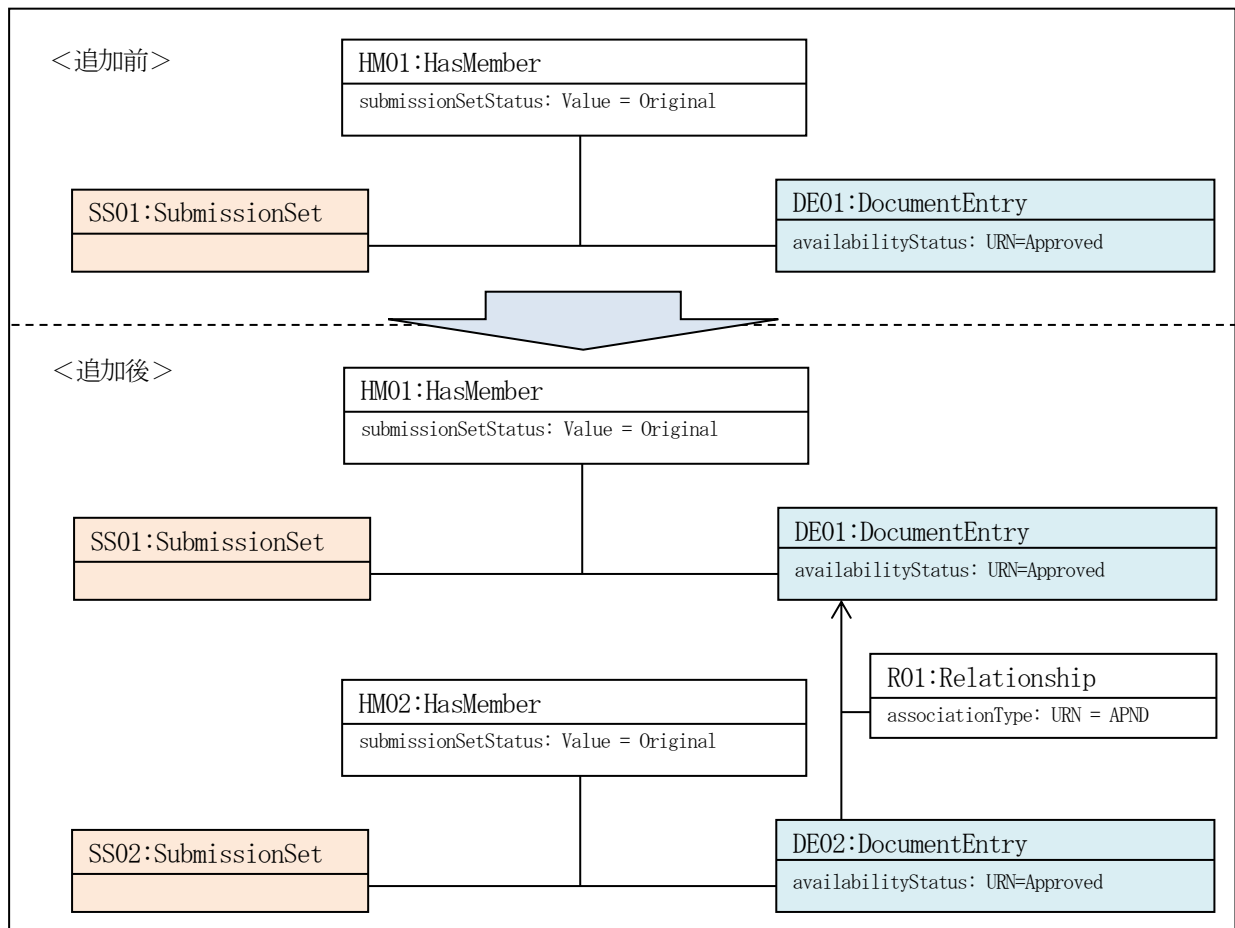 ＜追加前＞
HM01:HasMember
submissionSetStatus: Value = Original
SS01:SubmissionSet
DE01:DocumentEntry
availabilityStatus: URN=Approved
＜追加後＞
HM01:HasMember
submissionSetStatus: Value = Original
SS01:SubmissionSet
DE01:DocumentEntry
availabilityStatus: URN=Approved
R01:Relationship
associationType: URN = APND
HM02:HasMember
submissionSetStatus: Value = Original
SS02:SubmissionSet
DE02:DocumentEntry
availabilityStatus: URN=Approved